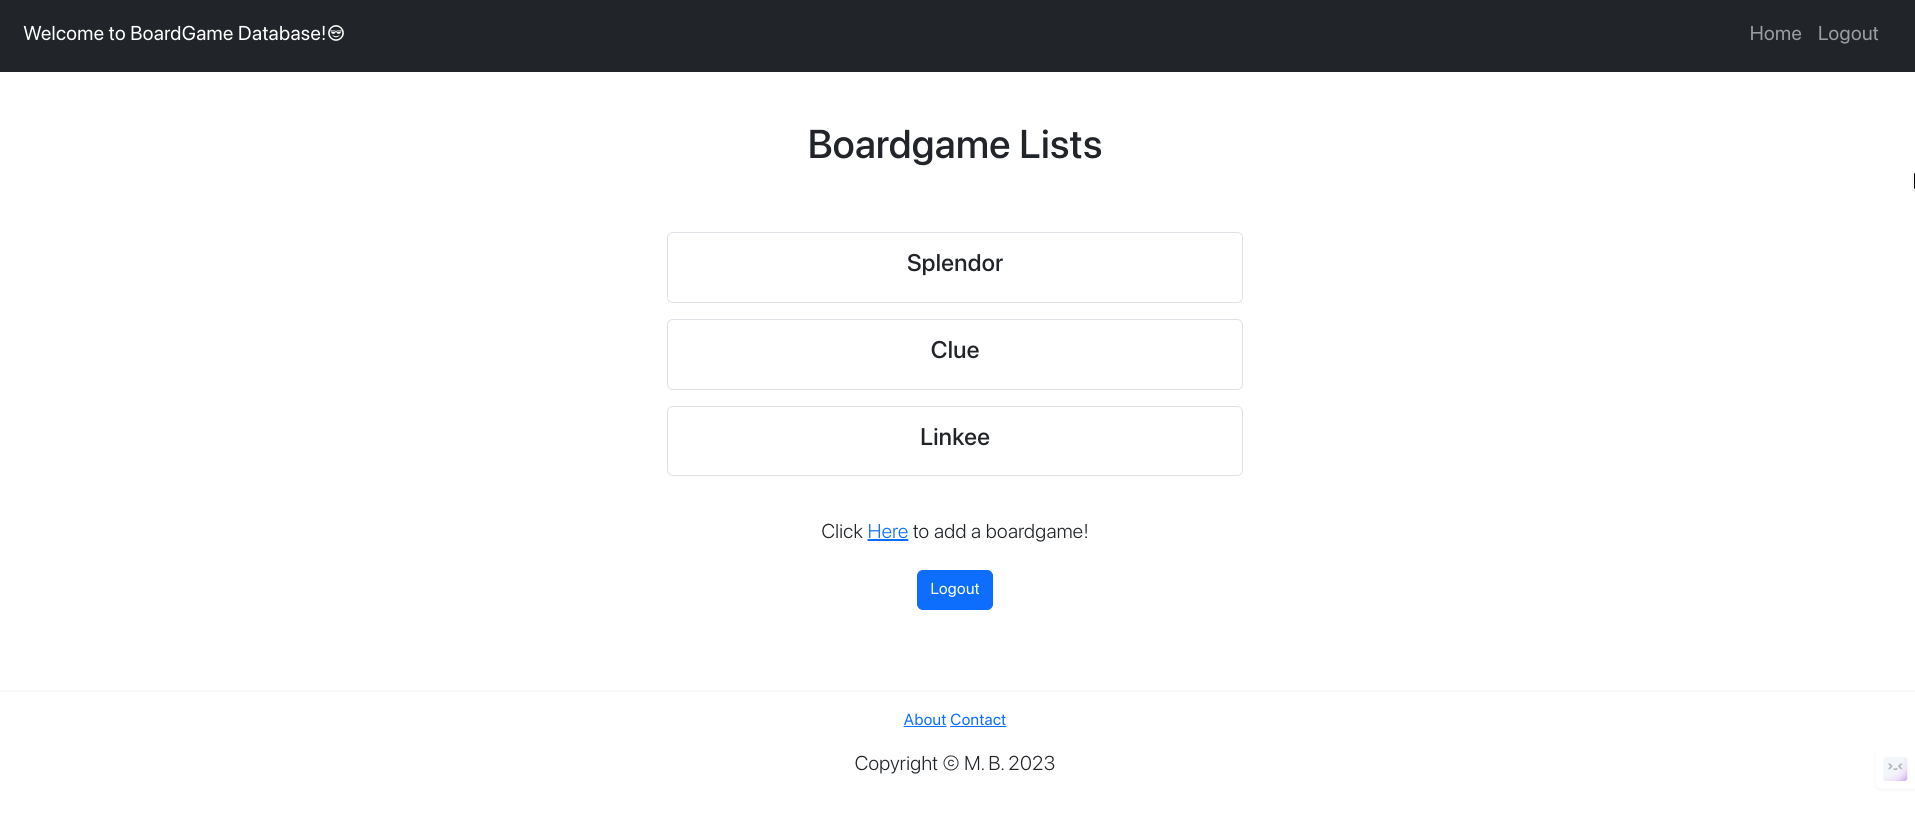 Welcome to BoardGame Database!😎
Home Logout
Boardgame Lists
Splendor
Clue
Linkee
Click Here to add a boardgame!
Logout
About Contact
Copyright © M. B. 2023